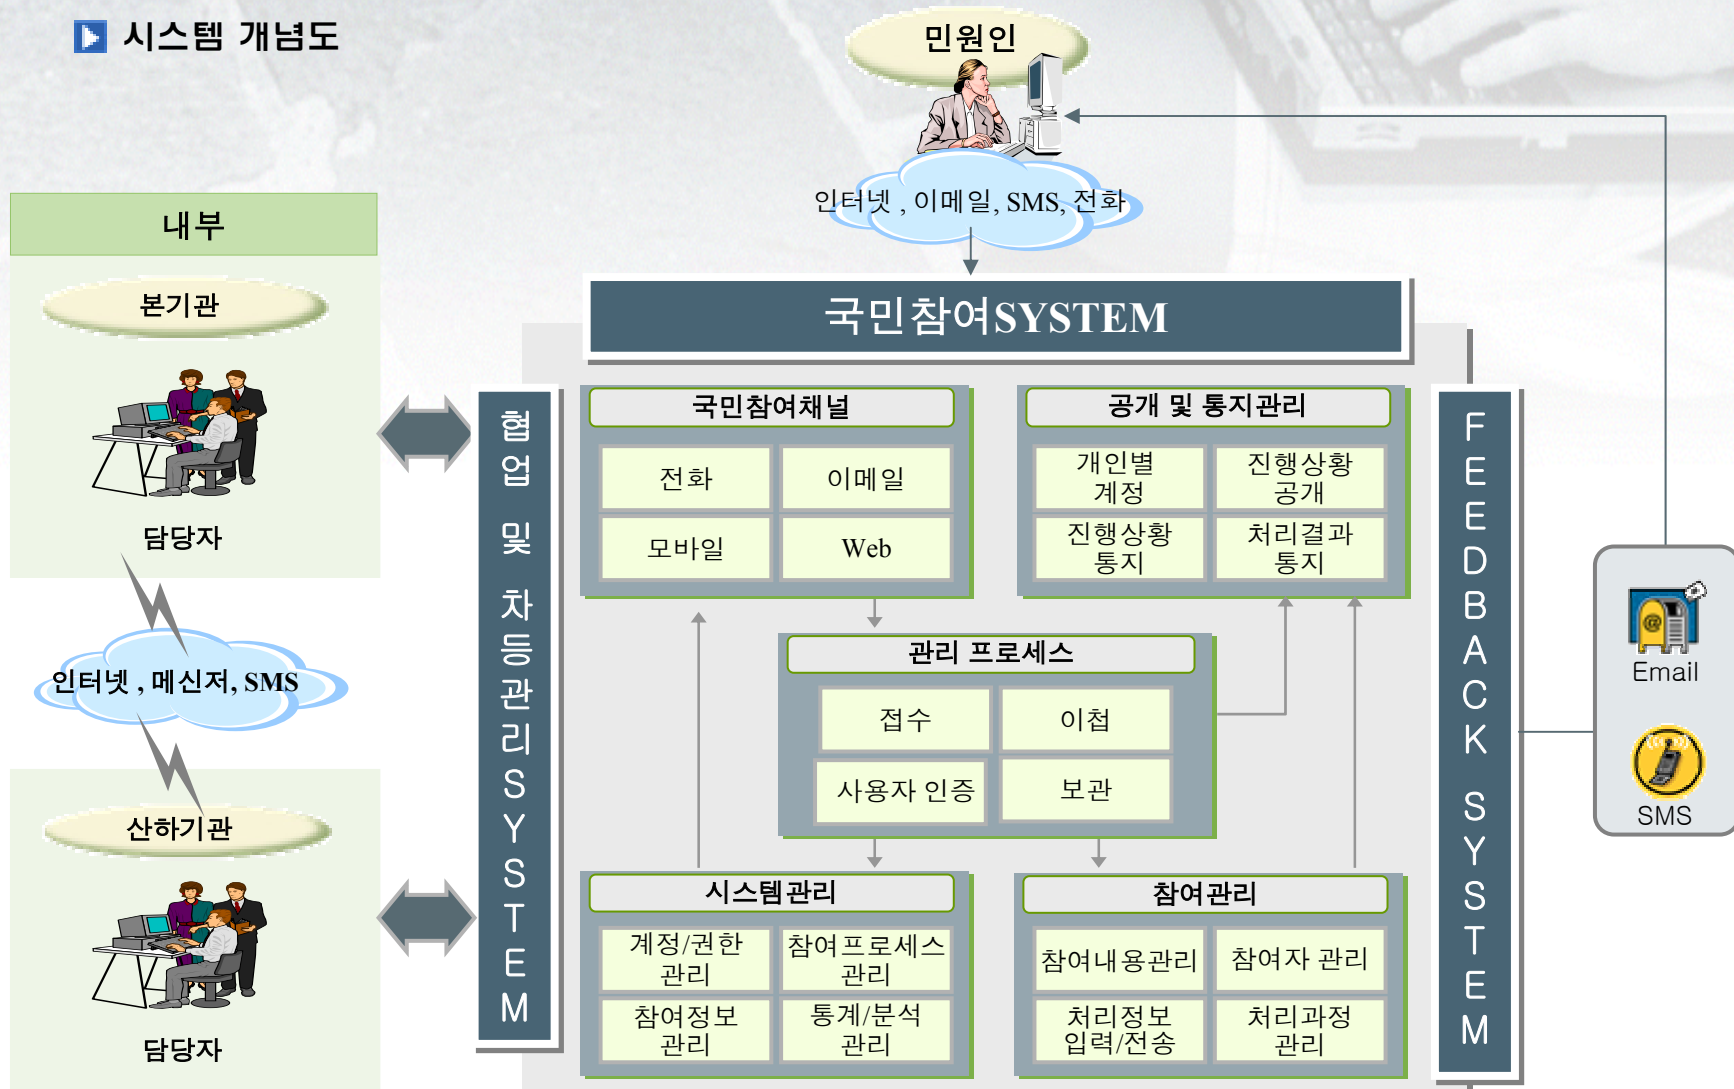 시스템 개념도
민원인
인터넷 , 이메일, SMS, 전화
내부
본기관
담당자
인터넷 , 메신저, SMS
산하기관
담당자
국민참여SYSTEM
협업 및 차등관리SYSTEM
국민참여채널
전화
이메일
모바일
Web
공개 및 통지관리
개인별
계정
진행상황
공개
진행상황
통지
처리결과
통지
관리 프로세스
접수
이첩
사용자 인증
보관
시스템관리
계정/권한
관리
참여프로세스
관리
참여정보
관리
통계/분석
관리
참여관리
참여내용관리
참여자 관리
처리정보
입력/전송
처리과정
관리
FEEDBACK SYSTEM
Email
SMS